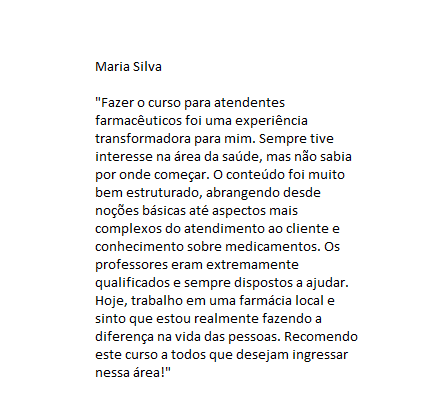 Maria Silva
"Fazer o curso para atendentes
farmacêuticos foi uma experiência
transformadora para mim. Sempre tive
interesse na área da saúde, mas não sabia
por onde começar. O conteúdo foi muito
bem estruturado, abrangendo desde
noções básicas até aspectos mais
complexos do atendimento ao cliente e
conhecimento sobre medicamentos. Os
professores eram extremamente
qualificados e sempre dispostos a ajudar.
Hoje, trabalho em uma farmácia local e
sinto que estou realmente fazendo a
diferença na vida das pessoas. Recomendo
este curso a todos que desejam ingressar
nessa área!"